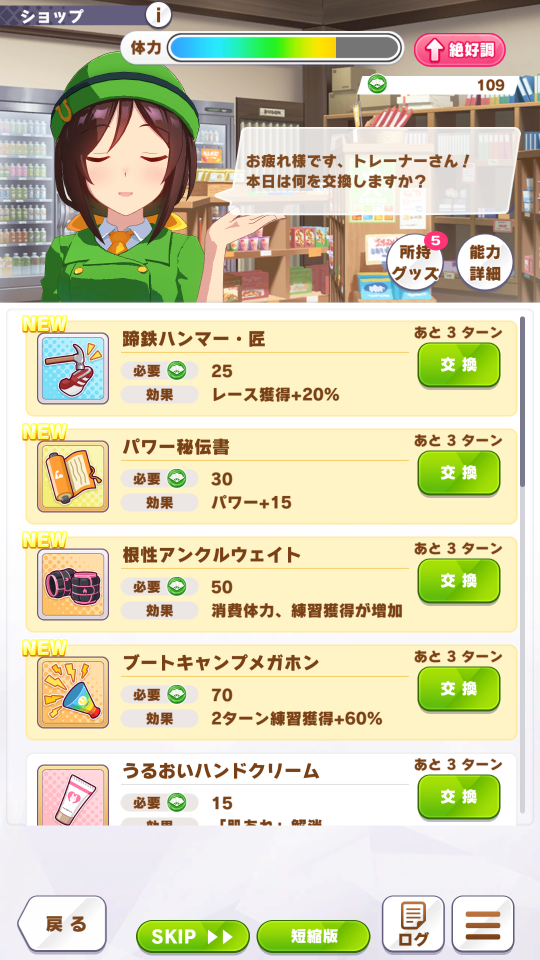 ショップ
i
体力
絶好調
109
お疲れ様です、トレーナーさん!
本日は何を交換しますか?
所持
グッズ
5
能力
詳細
NEW
蹄鉄ハンマー・匠
あと 3 ターン
必要 25
交換
効果 レース獲得+20%
NEW
パワー秘伝書
あと 3 ターン
必要 30
交換
効果 パワー+15
NEW
根性アンクルウェイト
あと 3 ターン
必要 50
交換
効果 消費体力、練習獲得が増加
NEW
ブートキャンプメガホン
あと 3 ターン
必要 70
交換
効果 2ターン練習獲得+60%
うるおいハンドクリーム
あと 3 ターン
必要 15
交換
効果 「肌あれ」解消
戻る
SKIP
短縮版
ログ